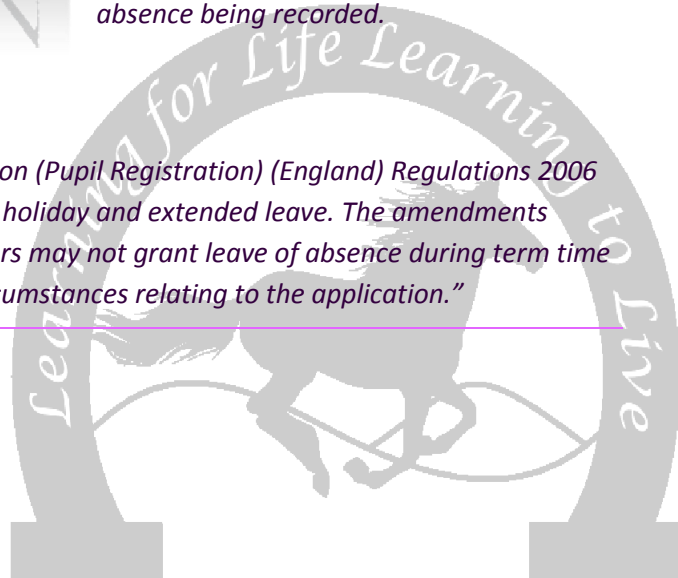 absence being recorded.
Learning for Life Learning to Live
on (Pupil Registration) (England) Regulations 2006
holiday and extended leave. The amendments
rs may not grant leave of absence during term time
cumstances relating to the application.”